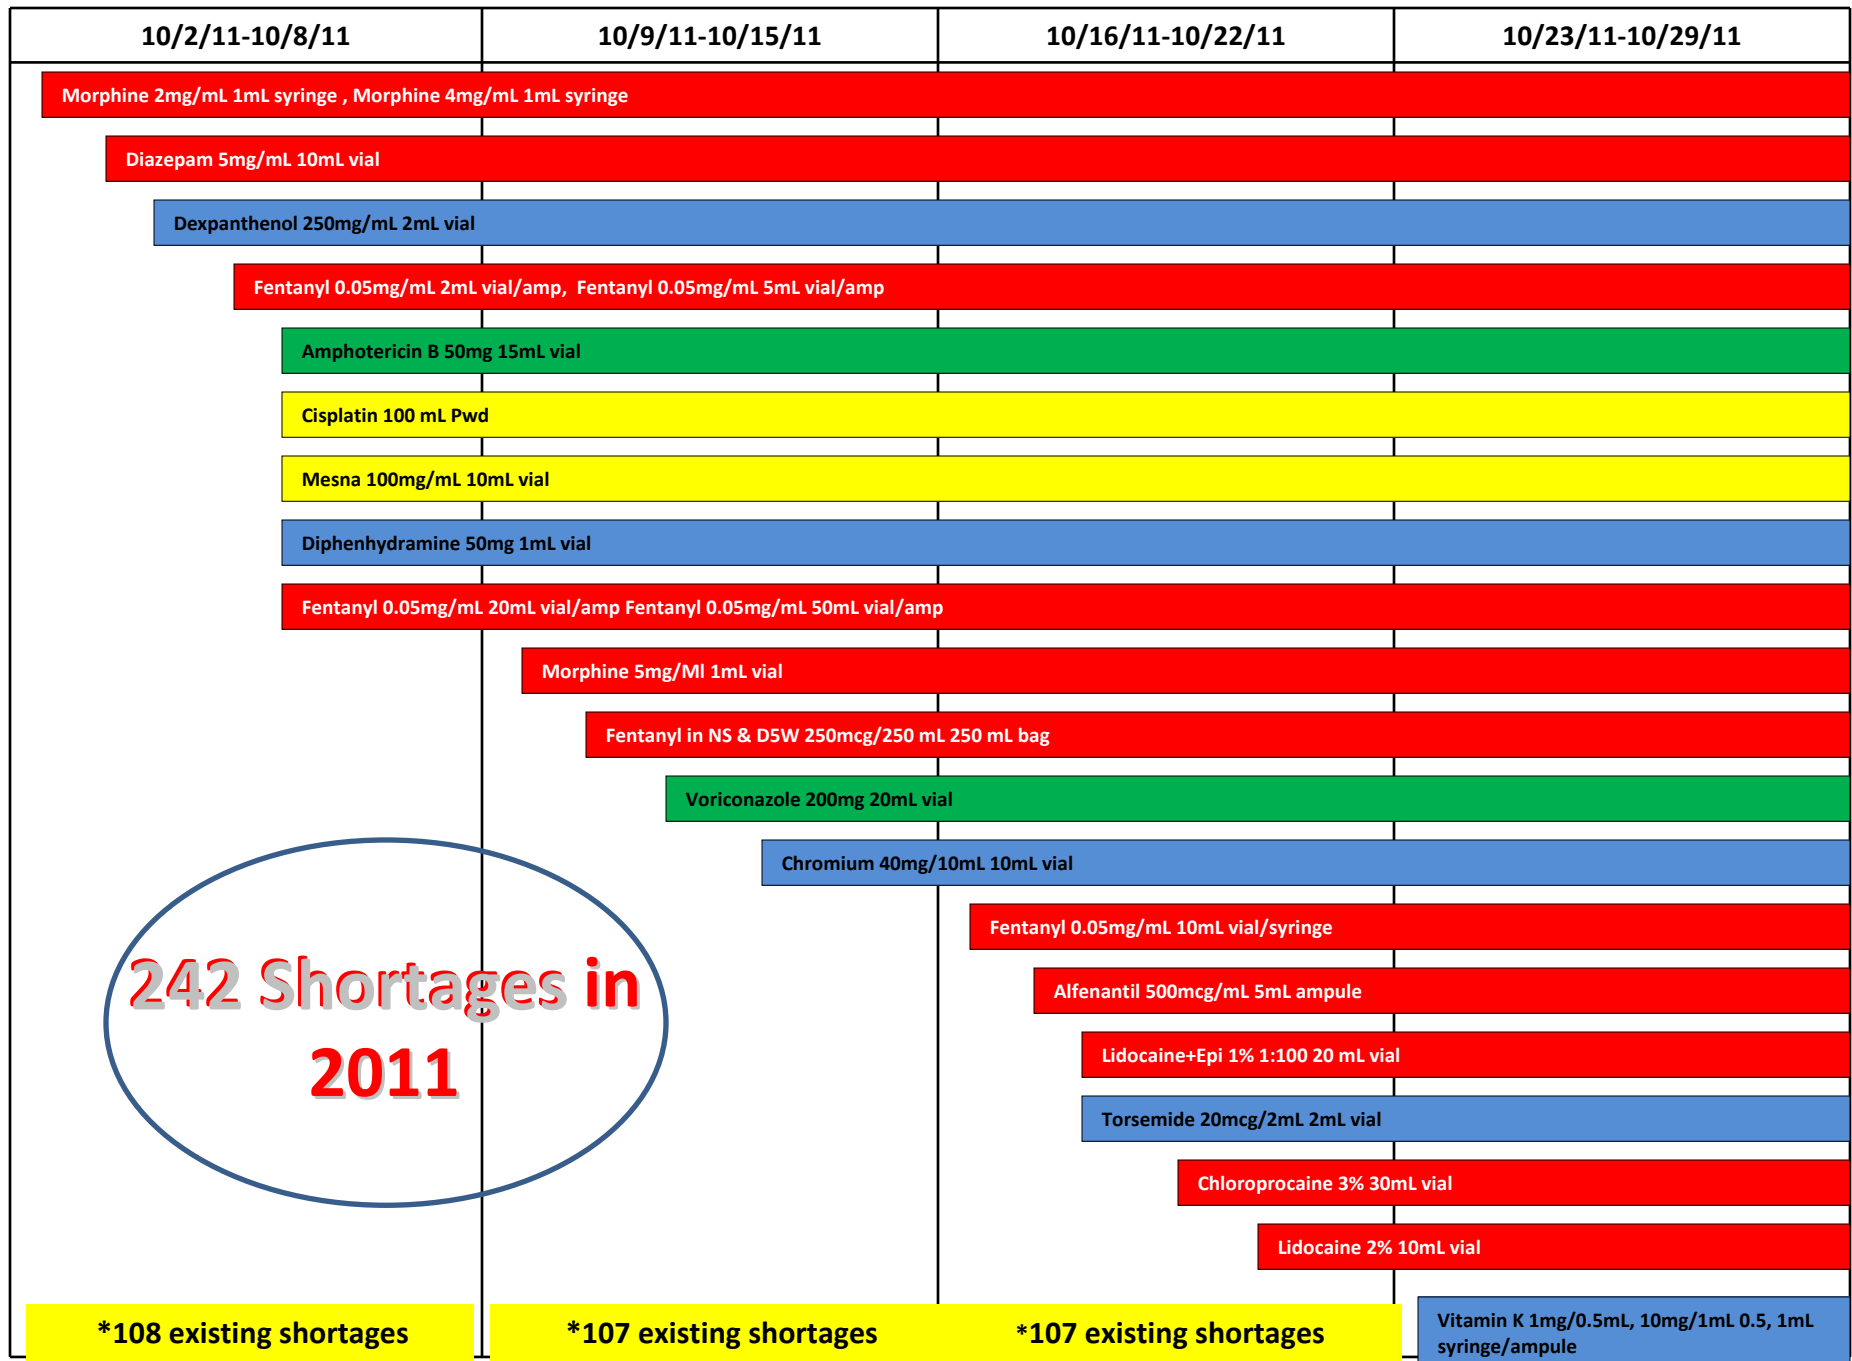 10/2/11-10/8/11
10/9/11-10/15/11
10/16/11-10/22/11
10/23/11-10/29/11
Morphine 2mg/mL 1mL syringe , Morphine 4mg/mL 1mL syringe
Diazepam 5mg/mL 10mL vial
Dexpanthenol 250mg/mL 2mL vial
Fentanyl 0.05mg/mL 2mL vial/amp, Fentanyl 0.05mg/mL 5mL vial/amp
Amphotericin B 50mg 15mL vial
Cisplatin 100 mL Pwd
Mesna 100mg/mL 10mL vial
Diphenhydramine 50mg 1mL vial
Fentanyl 0.05mg/mL 20mL vial/amp Fentanyl 0.05mg/mL 50mL vial/amp
Morphine 5mg/Ml 1mL vial
Fentanyl in NS & D5W 250mcg/250 mL 250 mL bag
Voriconazole 200mg 20mL vial
Chromium 40mg/10mL 10mL vial
Fentanyl 0.05mg/mL 10mL vial/syringe
Alfenantil 500mcg/mL 5mL ampule
Lidocaine+Epi 1% 1:100 20 mL vial
Torsemide 20mcg/2mL 2mL vial
Chloroprocaine 3% 30mL vial
Lidocaine 2% 10mL vial
242 Shortages in
2011
*108 existing shortages
*107 existing shortages
*107 existing shortages
Vitamin K 1mg/0.5mL, 10mg/1mL 0.5, 1mL
syringe/ampule